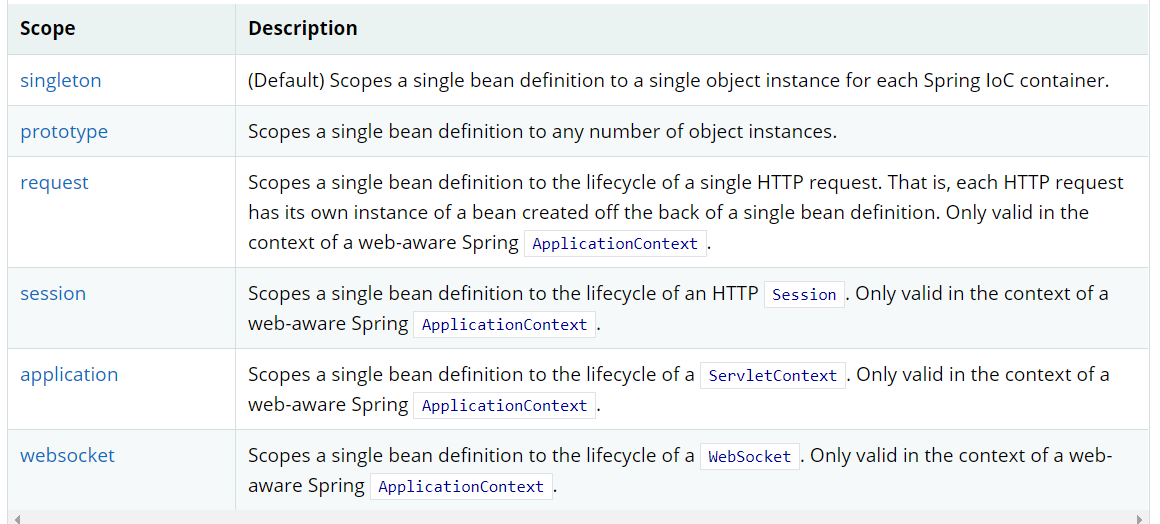 Scope Description
singleton (Default) Scopes a single bean definition to a single object instance for each Spring IoC container.
prototype Scopes a single bean definition to any number of object instances.
request Scopes a single bean definition to the lifecycle of a single HTTP request. That is, each HTTP request
has its own instance of a bean created off the back of a single bean definition. Only valid in the
context of a web-aware Spring ApplicationContext.
session Scopes a single bean definition to the lifecycle of an HTTP Session. Only valid in the context of a
web-aware Spring ApplicationContext.
application Scopes a single bean definition to the lifecycle of a ServletContext. Only valid in the context of a
web-aware Spring ApplicationContext.
websocket Scopes a single bean definition to the lifecycle of a WebSocket. Only valid in the context of a web-
aware Spring ApplicationContext.